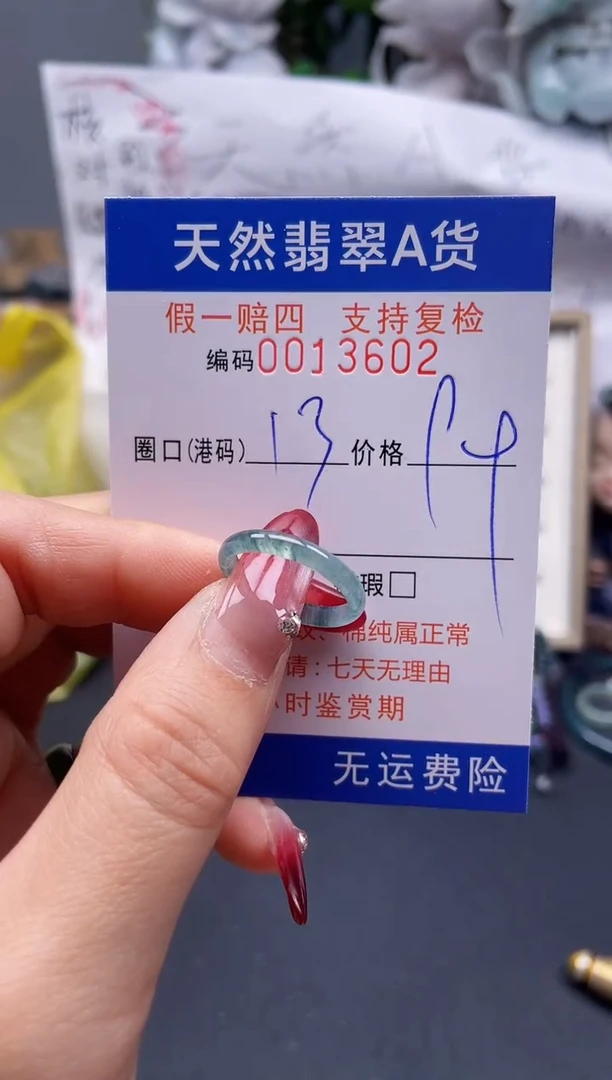 天然翡翠A货
假一赔四 支持复检
编码0013602
圈口(港码) 13 价格
瑕□
棉纯属正常
请:七天无理由
时鉴赏期
无运费险